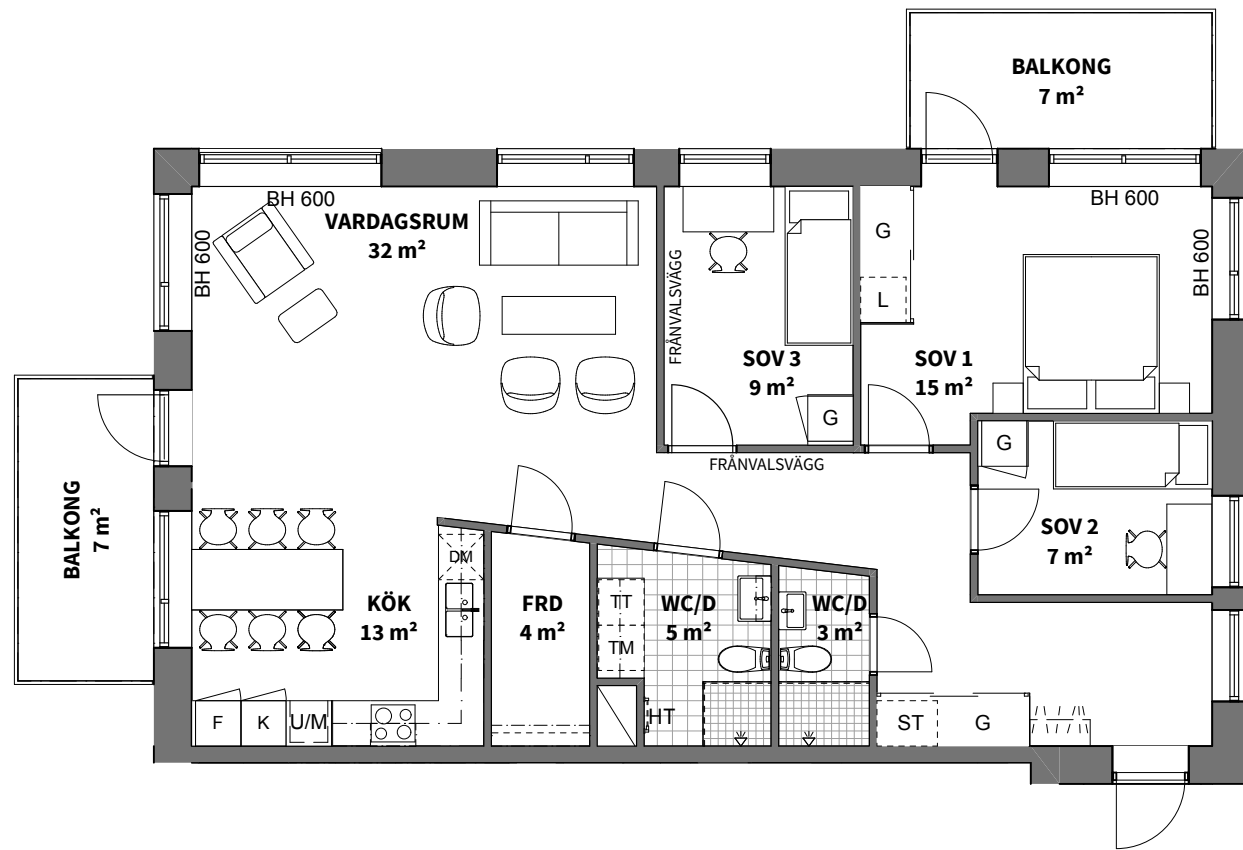 BALKONG
7 m²
BH 600
VARDAGSRUM
32 m²
BH 600
FRÅNVALSVÄGG
SOV 3
9 m²
G
FRÅNVALSVÄGG
G
L
SOV 1
15 m²
BH 600
BH 600
G
SOV 2
7 m²
BALKONG
7 m²
KÖK
13 m²
DM
F
K
U/M
FRD
4 m²
TT
TM
WC/D
5 m²
HT
WC/D
3 m²
ST
G